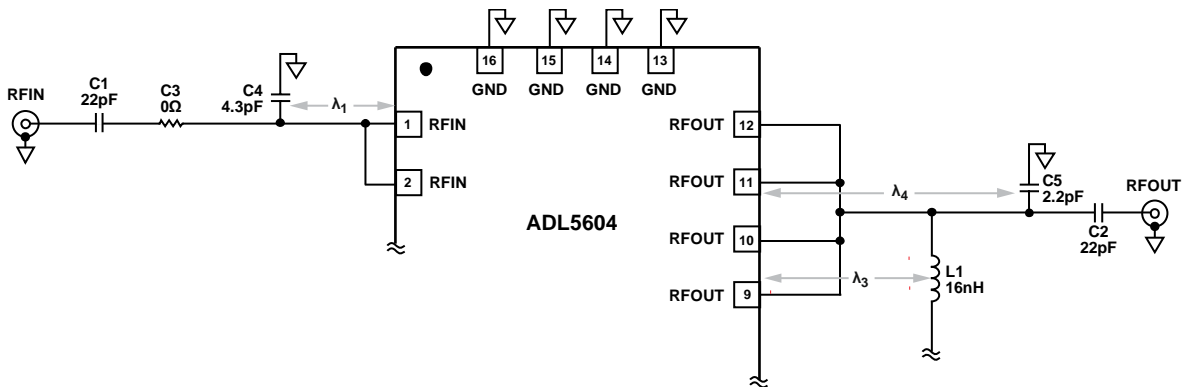 16
15
14
13
GND
GND
GND
GND
RFIN
C1
22pF
C3
0Ω
C4
4.3pF
λ1
1
RFIN
2
RFIN
ADL5604
RFOUT
12
RFOUT
11
RFOUT
10
RFOUT
9
λ4
λ3
L1
16nH
C5
2.2pF
C2
22pF
RFOUT